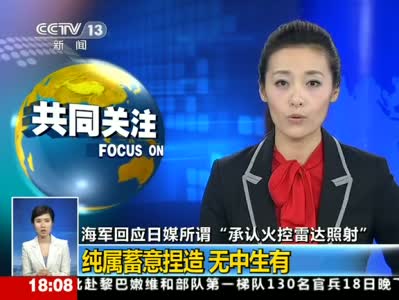 CCTV 13
新闻
共同关注
FOCUS ON
海军回应日媒所谓“承认火控雷达照射”
纯属蓄意捏造 无中生有
18:08
北赴黎巴嫩维和部队第一梯队130名官兵18日晚